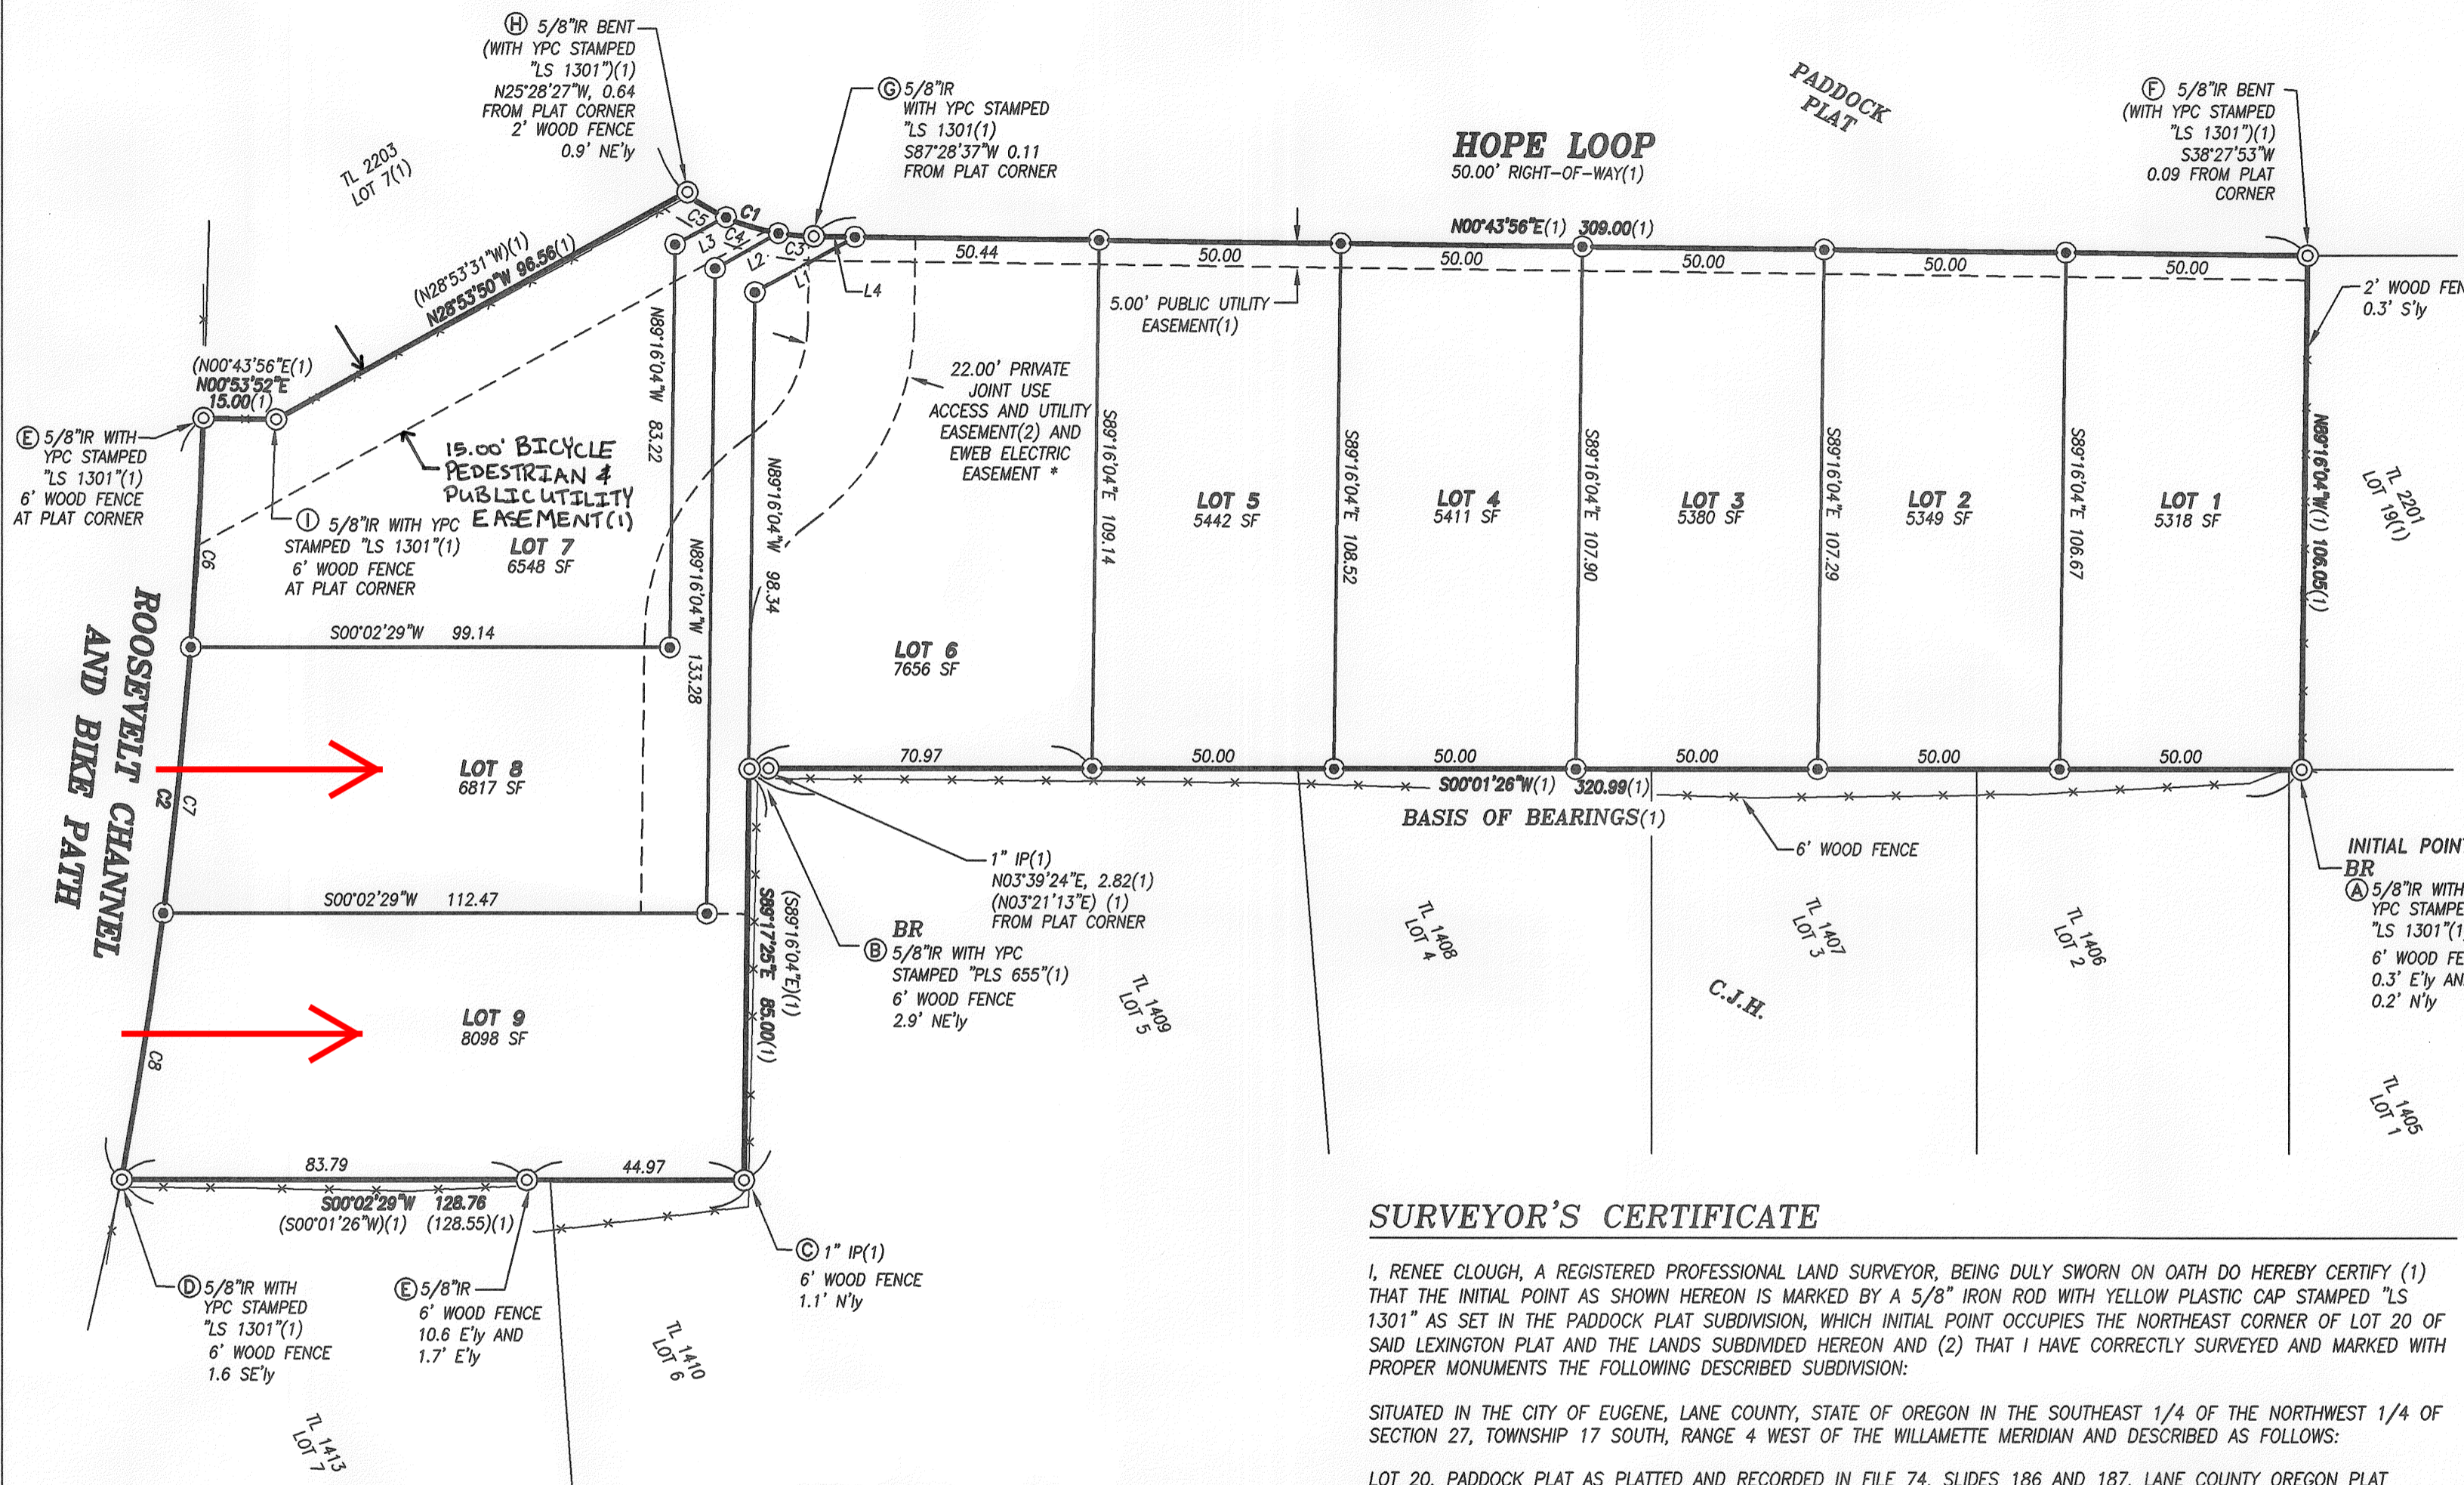 Ⓗ 5/8"IR BENT
(WITH YPC STAMPED
"LS 1301")(1)
N25°28'27"W, 0.64
FROM PLAT CORNER
2' WOOD FENCE
0.9' NE'ly
Ⓖ 5/8"IR
WITH YPC STAMPED
"LS 1301(1)
S87°28'37"W 0.11
FROM PLAT CORNER
PADDOCK
PLAT
HOPE LOOP
50.00' RIGHT-OF-WAY(1)
Ⓕ 5/8"IR BENT
(WITH YPC STAMPED
"LS 1301")(1)
S38°27'53"W
0.09 FROM PLAT
CORNER
TL 2203
LOT 7(1)
C5
C1
L3
C4
L2
C3
L1
L4
N00°43'56"E(1) 309.00(1)
50.44
50.00
50.00
50.00
50.00
50.00
5.00' PUBLIC UTILITY
EASEMENT(1)
2' WOOD FEN
0.3' S'ly
(N28°53'31"W)(1)
N28°53'50"W 96.56(1)
(N00°43'56"E(1)
N00°53'52"E
15.00(1)
Ⓔ 5/8"IR WITH
YPC STAMPED
"LS 1301"(1)
6' WOOD FENCE
AT PLAT CORNER
15.00' BICYCLE
PEDESTRIAN &
PUBLIC UTILITY
EASEMENT(1)
Ⓘ 5/8"IR WITH YPC
STAMPED "LS 1301"(1)
6' WOOD FENCE
AT PLAT CORNER
LOT 7
6548 SF
N89°16'04"W 83.22
N89°16'04"W 133.28
N89°16'04"W 98.34
22.00' PRIVATE
JOINT USE
ACCESS AND UTILITY
EASEMENT(2) AND
EWEB ELECTRIC
EASEMENT *
S89°16'04"E 109.14
LOT 5
5442 SF
S89°16'04"E 108.52
LOT 4
5411 SF
S89°16'04"E 107.90
LOT 3
5380 SF
S89°16'04"E 107.29
LOT 2
5349 SF
S89°16'04"E 106.67
LOT 1
5318 SF
N89°16'04"W(1) 106.05(1)
TL 2201
LOT 19(1)
C6
ROOSEVELT CHANNEL
AND BIKE PATH
S00°02'29"W 99.14
LOT 6
7656 SF
LOT 8
6817 SF
C2
C7
70.97
50.00
50.00
50.00
50.00
50.00
S00°01'26"W(1) 320.99(1)
BASIS OF BEARINGS(1)
6' WOOD FENCE
1" IP(1)
N03°39'24"E, 2.82(1)
(N03°21'13"E) (1)
FROM PLAT CORNER
BR
Ⓑ 5/8"IR WITH YPC
STAMPED "PLS 655"(1)
6' WOOD FENCE
2.9' NE'ly
INITIAL POIN
BR
Ⓐ 5/8"IR WITH
YPC STAMPE
"LS 1301"(1
6' WOOD FE
0.3' E'ly AN
0.2' N'ly
S00°02'29"W 112.47
(S89°16'04"E)(1)
S89°17'25"E 85.00(1)
LOT 9
8098 SF
C8
TL 1409
LOT 5
TL 1408
LOT 4
TL 1407
LOT 3
TL 1406
LOT 2
TL 1405
LOT 1
C.J.H.
83.79
44.97
S00°02'29"W 128.76
(S00°01'26"W)(1) (128.55)(1)
Ⓓ 5/8"IR WITH
YPC STAMPED
"LS 1301"(1)
6' WOOD FENCE
1.6 SE'ly
Ⓔ 5/8"IR
6' WOOD FENCE
10.6 E'ly AND
1.7' E'ly
Ⓒ 1" IP(1)
6' WOOD FENCE
1.1' N'ly
TL 1410
LOT 6
TL 1413
LOT 7
SURVEYOR'S CERTIFICATE
I, RENEE CLOUGH, A REGISTERED PROFESSIONAL LAND SURVEYOR, BEING DULY SWORN ON OATH DO HEREBY CERTIFY (1)
THAT THE INITIAL POINT AS SHOWN HEREON IS MARKED BY A 5/8" IRON ROD WITH YELLOW PLASTIC CAP STAMPED "LS
1301" AS SET IN THE PADDOCK PLAT SUBDIVISION, WHICH INITIAL POINT OCCUPIES THE NORTHEAST CORNER OF LOT 20 OF
SAID LEXINGTON PLAT AND THE LANDS SUBDIVIDED HEREON AND (2) THAT I HAVE CORRECTLY SURVEYED AND MARKED WITH
PROPER MONUMENTS THE FOLLOWING DESCRIBED SUBDIVISION:
SITUATED IN THE CITY OF EUGENE, LANE COUNTY, STATE OF OREGON IN THE SOUTHEAST 1/4 OF THE NORTHWEST 1/4 OF
SECTION 27, TOWNSHIP 17 SOUTH, RANGE 4 WEST OF THE WILLAMETTE MERIDIAN AND DESCRIBED AS FOLLOWS:
LOT 20, PADDOCK PLAT AS PLATTED AND RECORDED IN FILE 74, SLIDES 186 AND 187, LANE COUNTY OREGON PLAT